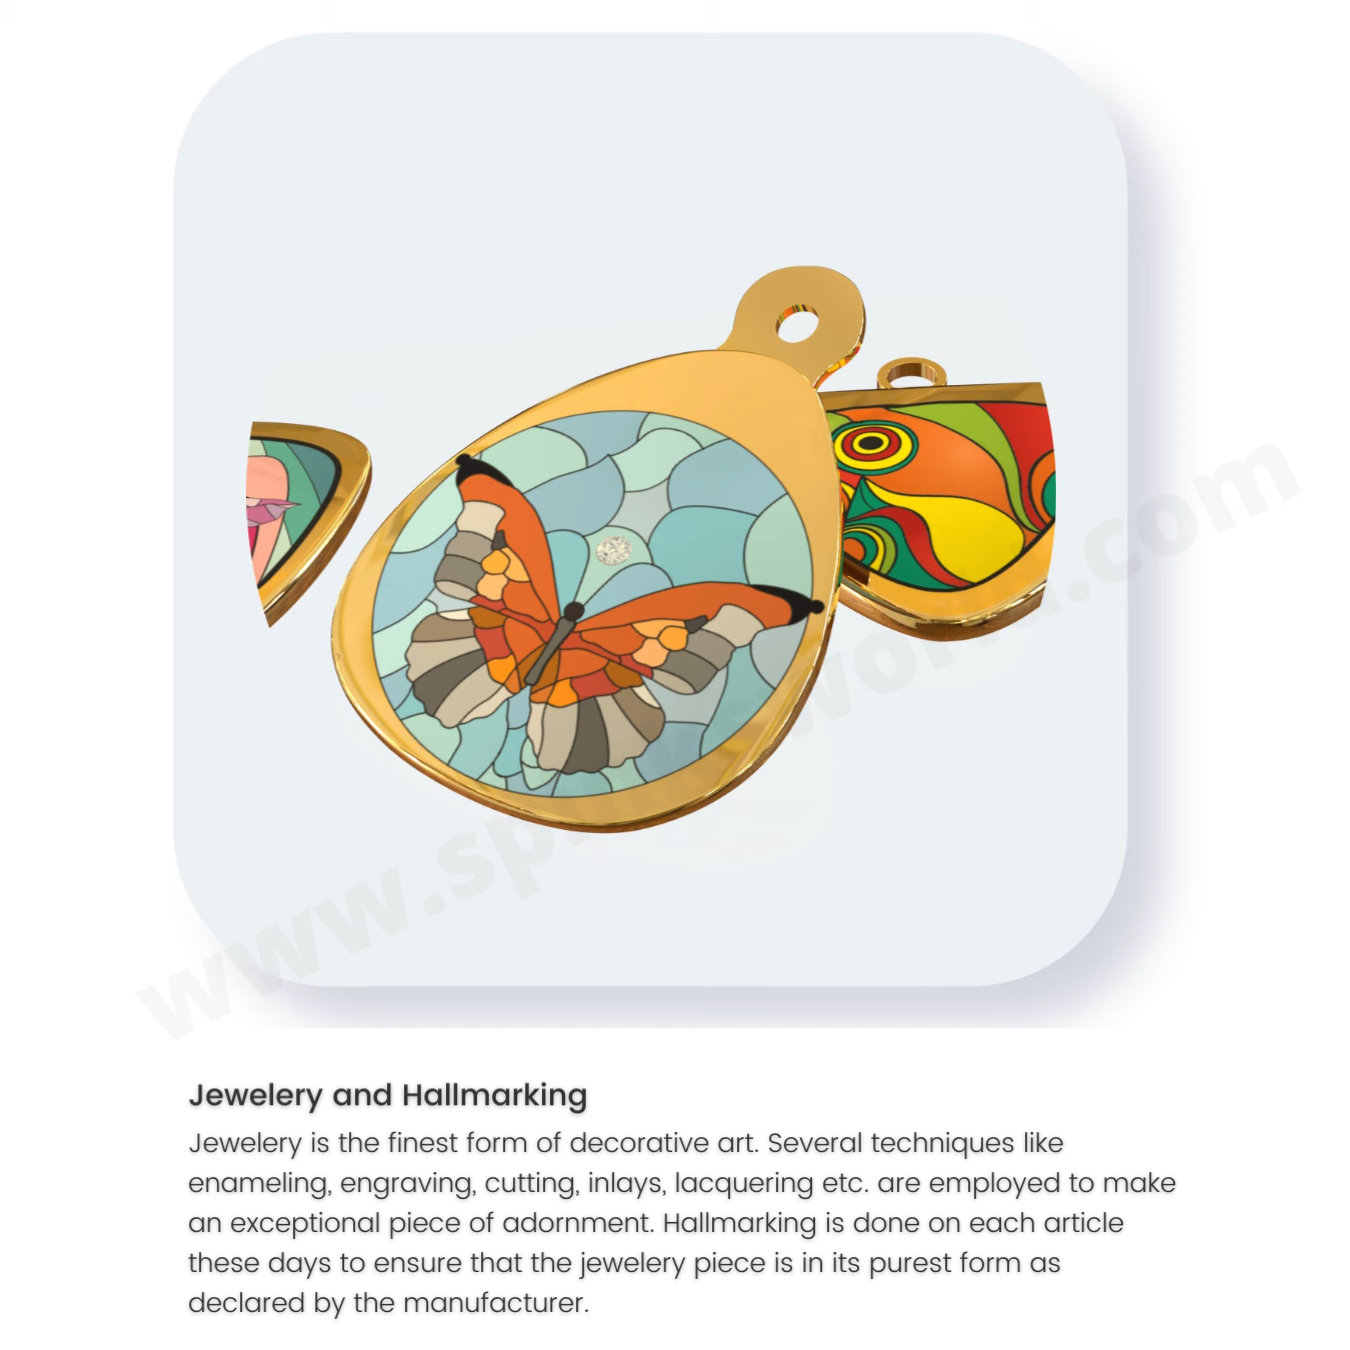 Jewelery and Hallmarking
Jewelery is the finest form of decorative art. Several techniques like
enameling, engraving, cutting, inlays, lacquering etc. are employed to make
an exceptional piece of adornment. Hallmarking is done on each article
these days to ensure that the jewelery piece is in its purest form as
declared by the manufacturer.